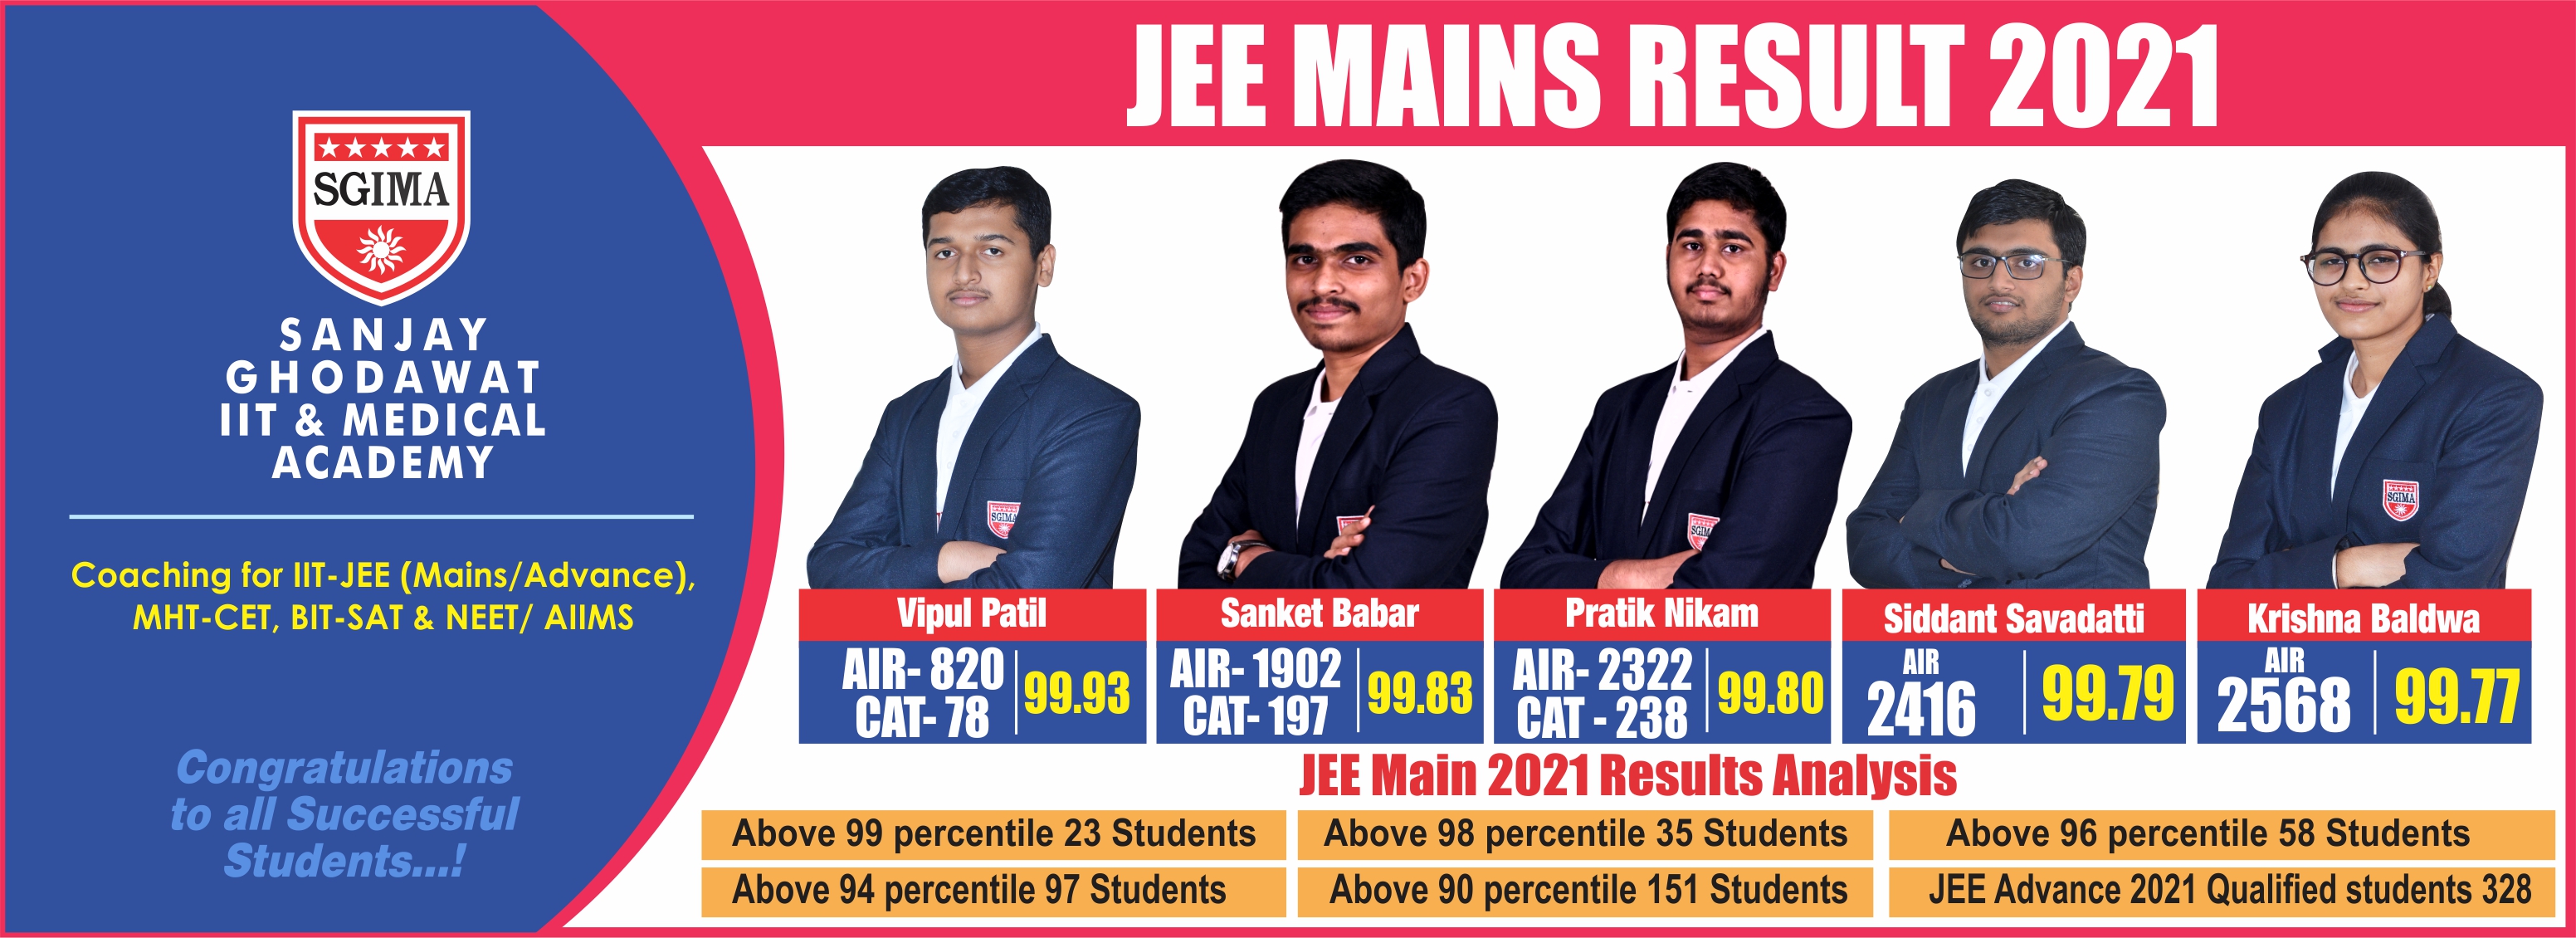 JEE MAINS RESULT 2021
SGIMA
SANJAY
GHODAWAT
IIT & MEDICAL
ACADEMY
Coaching for IIT-JEE (Mains/Advance),
MHT-CET, BIT-SAT & NEET/ AIIMS
Congratulations
to all Successful
Students...!
SGIMA
SGIMA
SGIMA
Vipul Patil
AIR- 820
CAT- 78
99.93
Sanket Babar
AIR- 1902
CAT- 197
99.83
Pratik Nikam
AIR- 2322
CAT - 238
99.80
Siddant Savadatti
AIR
2416
99.79
Krishna Baldwa
AIR
2568
99.77
JEE Main 2021 Results Analysis
Above 99 percentile 23 Students
Above 98 percentile 35 Students
Above 96 percentile 58 Students
Above 94 percentile 97 Students
Above 90 percentile 151 Students
JEE Advance 2021 Qualified students 328